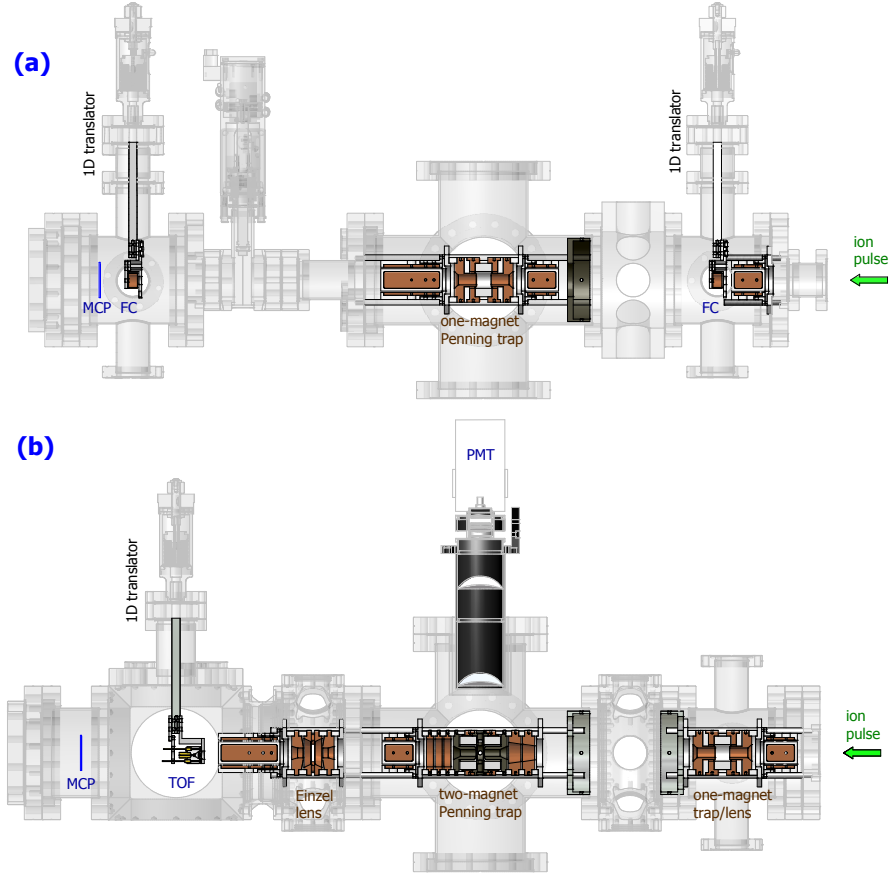 (a)
1D translator
1D translator
ion
pulse
MCP
FC
FC
one-magnet
Penning trap
(b)
PMT
1D translator
ion
pulse
MCP
TOF
Einzel
lens
two-magnet
Penning trap
one-magnet
trap/lens